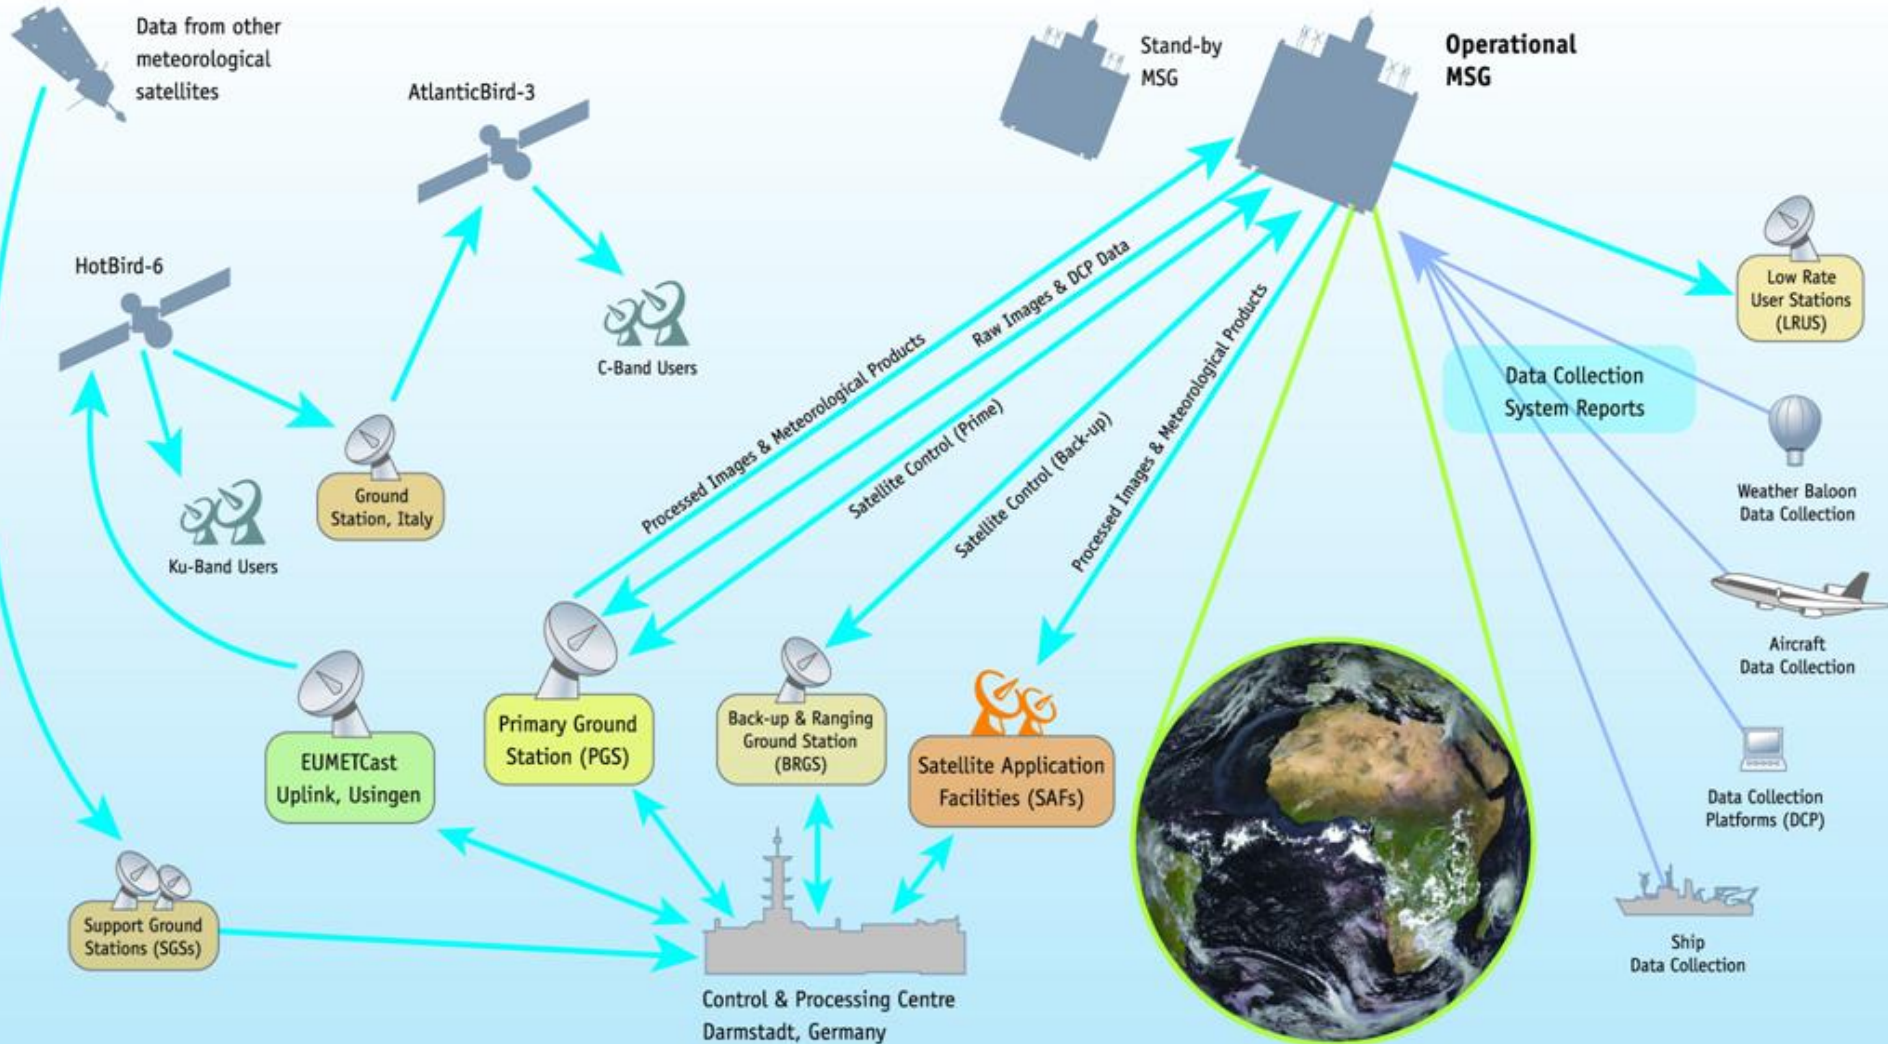 Data from other
meteorological
satellites
AtlanticBird-3
Stand-by
MSG
Operational
MSG
HotBird-6
C-Band Users
Low Rate
User Stations
(LRUS)
Data Collection
System Reports
Processed Images & Meteorological Products
Raw Images & DCP Data
Satellite Control (Prime)
Satellite Control (Back-up)
Processed Images & Meteorological Products
Ground
Station, Italy
Ku-Band Users
Weather Baloon
Data Collection
Aircraft
Data Collection
EUMETCast
Uplink, Usingen
Primary Ground
Station (PGS)
Back-up & Ranging
Ground Station
(BRGS)
Satellite Application
Facilities (SAFs)
Data Collection
Platforms (DCP)
Support Ground
Stations (SGSs)
Ship
Data Collection
Control & Processing Centre
Darmstadt, Germany